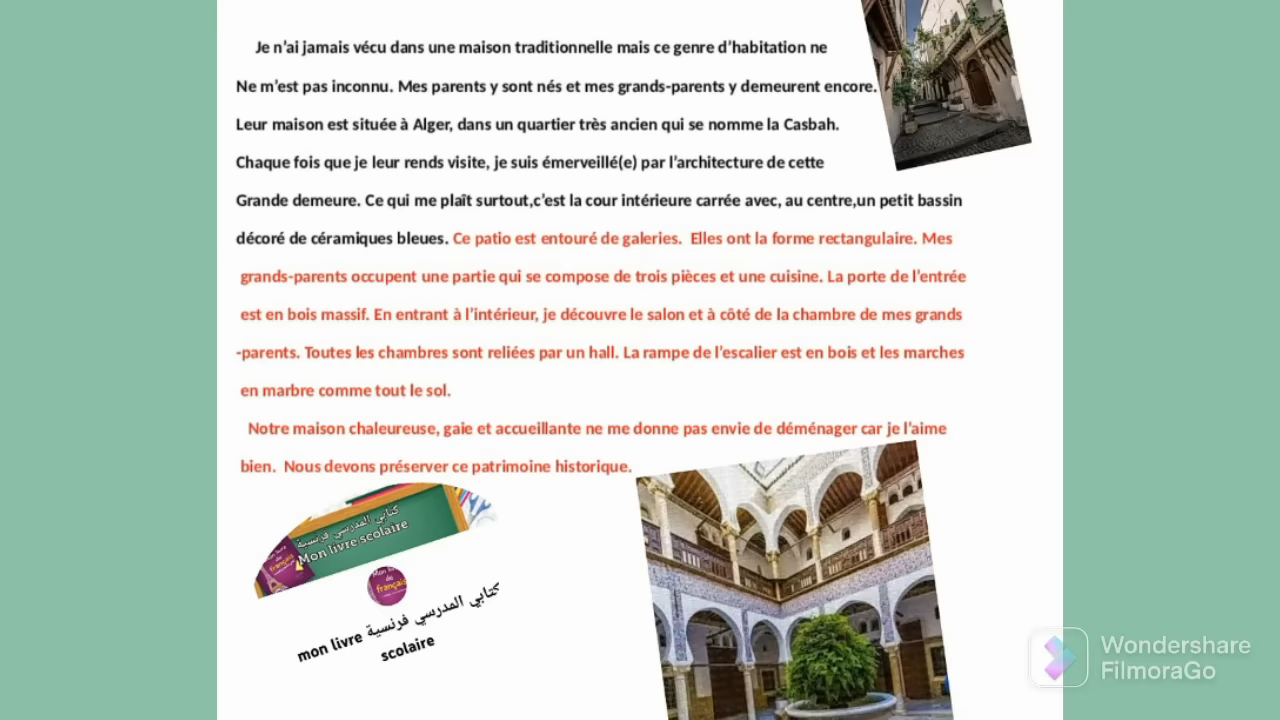 Je n'ai jamais vécu dans une maison traditionnelle mais ce genre d'habitation ne
Ne m'est pas inconnu. Mes parents y sont nés et mes grands-parents y demeurent encore.
Leur maison est située à Alger, dans un quartier très ancien qui se nomme la Casbah.
Chaque fois que je leur rends visite, je suis émerveillé(e) par l'architecture de cette
Grande demeure. Ce qui me plaît surtout,c'est la cour intérieure carrée avec, au centre,un petit bassin
décoré de céramiques bleues. Ce patio est entouré de galeries. Elles ont la forme rectangulaire. Mes
grands-parents occupent une partie qui se compose de trois pièces et une cuisine. La porte de l'entrée
est en bois massif. En entrant à l'intérieur, je découvre le salon et à côté de la chambre de mes grands
-parents. Toutes les chambres sont reliées par un hall. La rampe de l'escalier est en bois et les marches
en marbre comme tout le sol.
Notre maison chaleureuse, gaie et accueillante ne me donne pas envie de déménager car je l'aime
bien. Nous devons préserver ce patrimoine historique.
كتابي المدرسي فرنسية
Mon livre scolaire
Mon livre
de
français
mon livre كتابي المدرسي فرنسية
scolaire
Wondershare
FilmoraGo